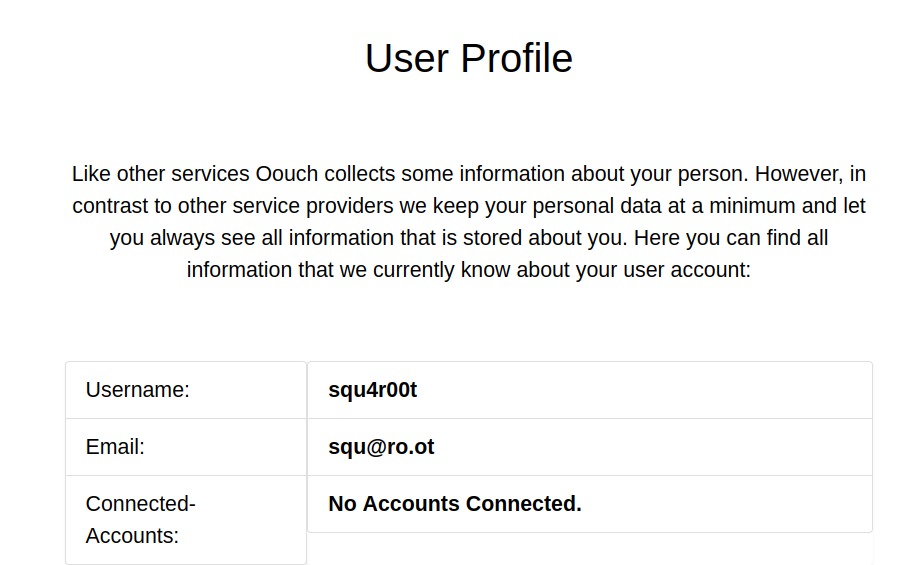 User Profile
Like other services Oouch collects some information about your person. However, in
contrast to other service providers we keep your personal data at a minimum and let
you always see all information that is stored about you. Here you can find all
information that we currently know about your user account:
Username:
squ4r00t
Email:
squ@ro.ot
Connected-
Accounts:
No Accounts Connected.